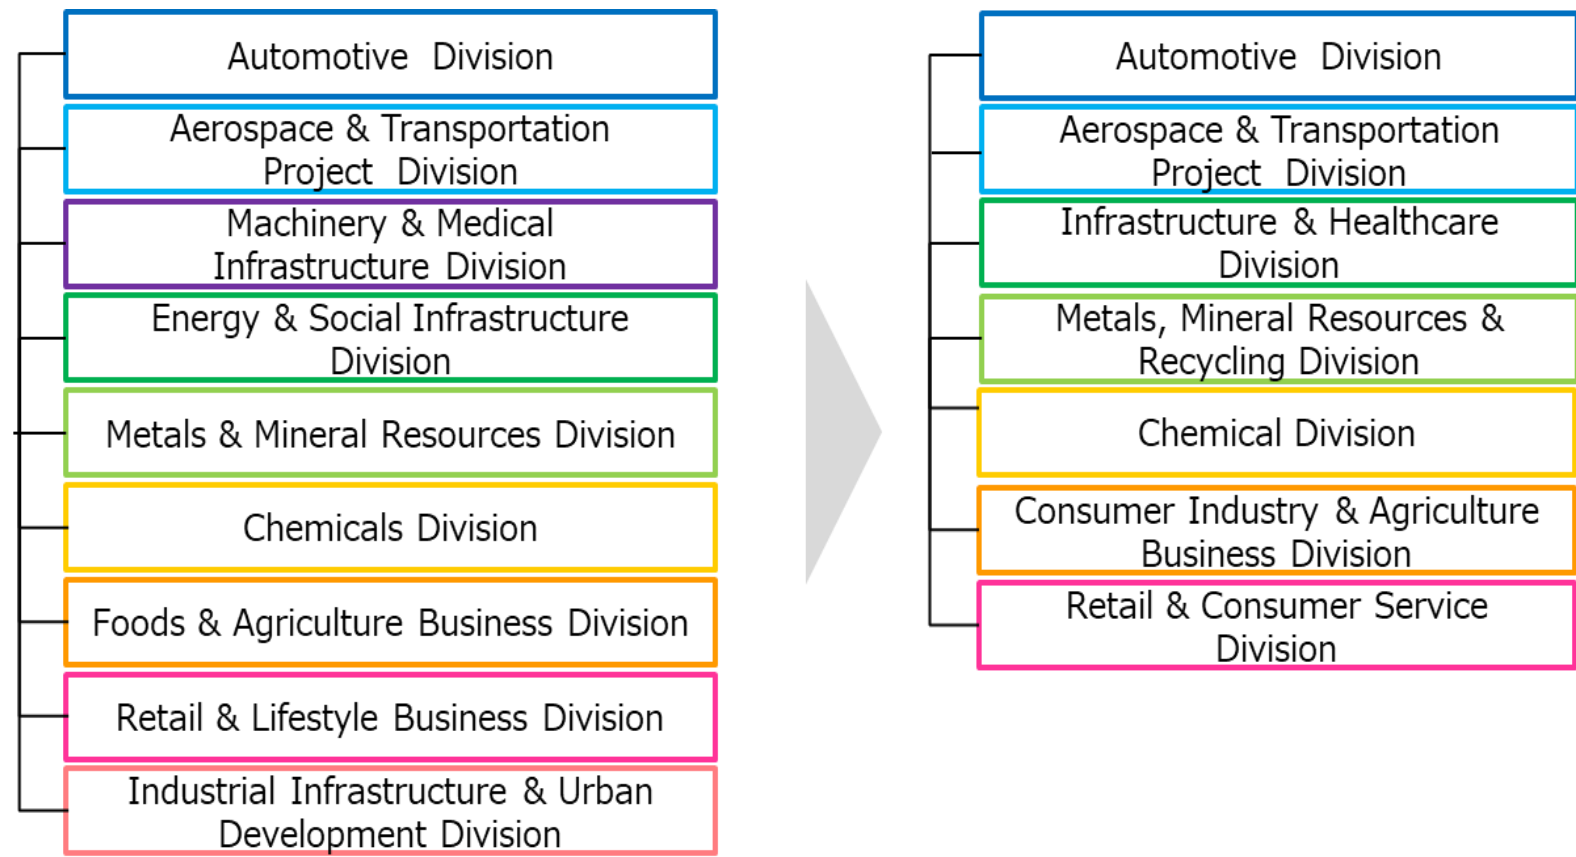 Automotive Division
Aerospace & Transportation
Project Division
Machinery & Medical
Infrastructure Division
Energy & Social Infrastructure
Division
Metals & Mineral Resources Division
Chemicals Division
Foods & Agriculture Business Division
Retail & Lifestyle Business Division
Industrial Infrastructure & Urban
Development Division
Automotive Division
Aerospace & Transportation
Project Division
Infrastructure & Healthcare
Division
Metals, Mineral Resources &
Recycling Division
Chemical Division
Consumer Industry & Agriculture
Business Division
Retail & Consumer Service
Division